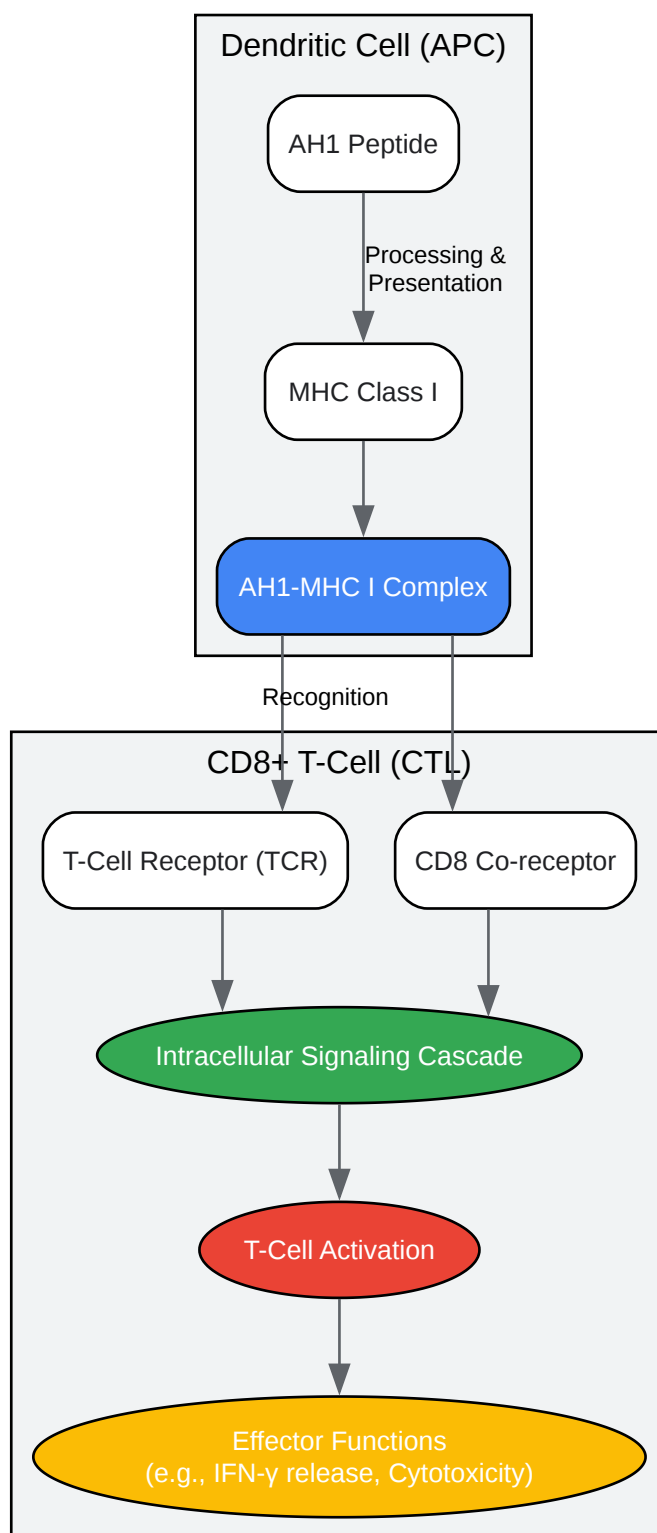 Dendritic Cell (APC)
AH1 Peptide
Processing &
Presentation
MHC Class I
AH1-MHC I Complex
Recognition
CD8+ T-Cell (CTL)
T-Cell Receptor (TCR)
CD8 Co-receptor
Intracellular Signaling Cascade
T-Cell Activation
Effector Functions
(e.g., IFN-γ release, Cytotoxicity)